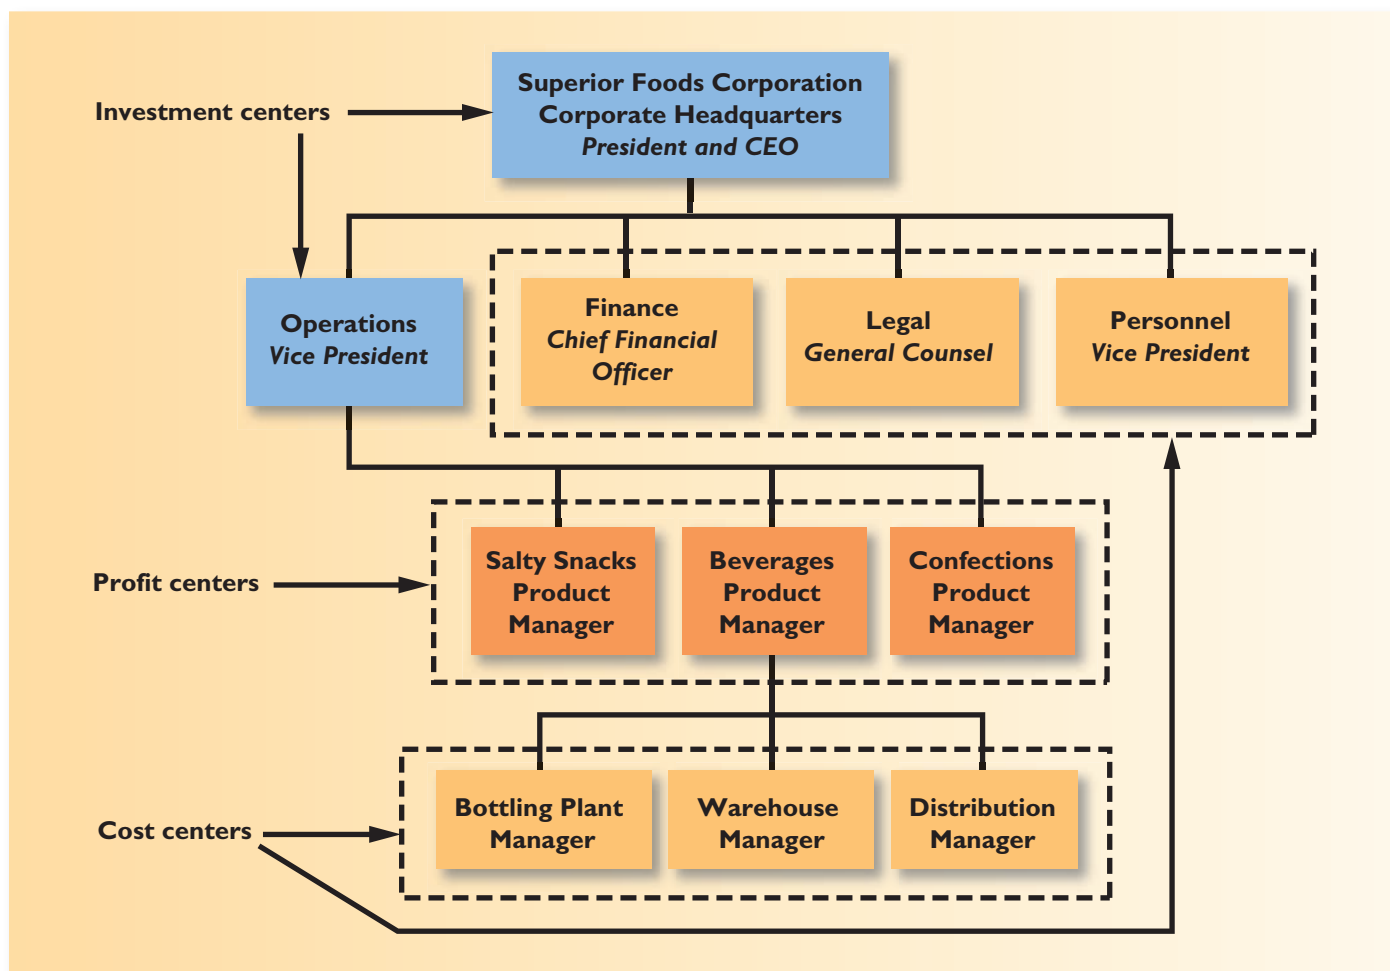 Superior Foods Corporation
Corporate Headquarters
President and CEO
Investment centers
Operations
Vice President
Finance
Chief Financial
Officer
Legal
General Counsel
Personnel
Vice President
Profit centers
Salty Snacks
Product
Manager
Beverages
Product
Manager
Confections
Product
Manager
Cost centers
Bottling Plant
Manager
Warehouse
Manager
Distribution
Manager